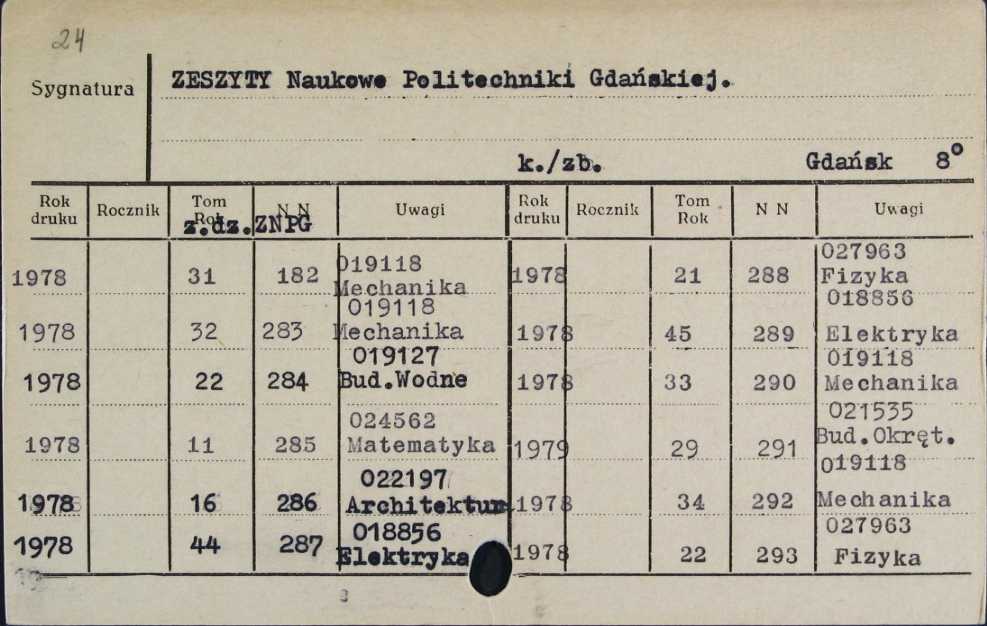 24
Sygnatura
ZESZYTY Naukowe Politechniki Gdańskiej.
k./zb. Gdańsk 8°
Rok druku Rocznik Tom Rok N N Uwagi Rok druku Rocznik Tom Rok N N Uwagi
z.dz.ZNPG
019118 027963
1978 31 182 Mechanika 1978 21 288 Fizyka
019118 018856
1978 32 283 Mechanika 1978 45 289 Elektryka
019127 019118
1978 22 284 Bud.Wodne 1978 33 290 Mechanika
024562 021535
1978 11 285 Matematyka 1979 29 291 Bud.Okręt.
022197 019118
1978 16 286 Architektur. 1978 34 292 Mechanika
018856 027963
1978 44 287 Elektryka 1978 22 293 Fizyka